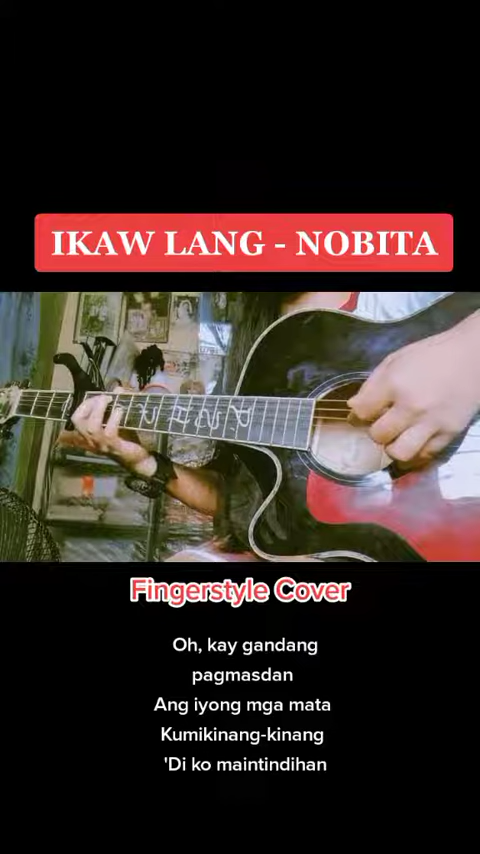 IKAW LANG - NOBITA
Fingerstyle Cover
Oh, kay gandang
pagmasdan
Ang iyong mga mata
Kumikinang-kinang
'Di ko maintindihan